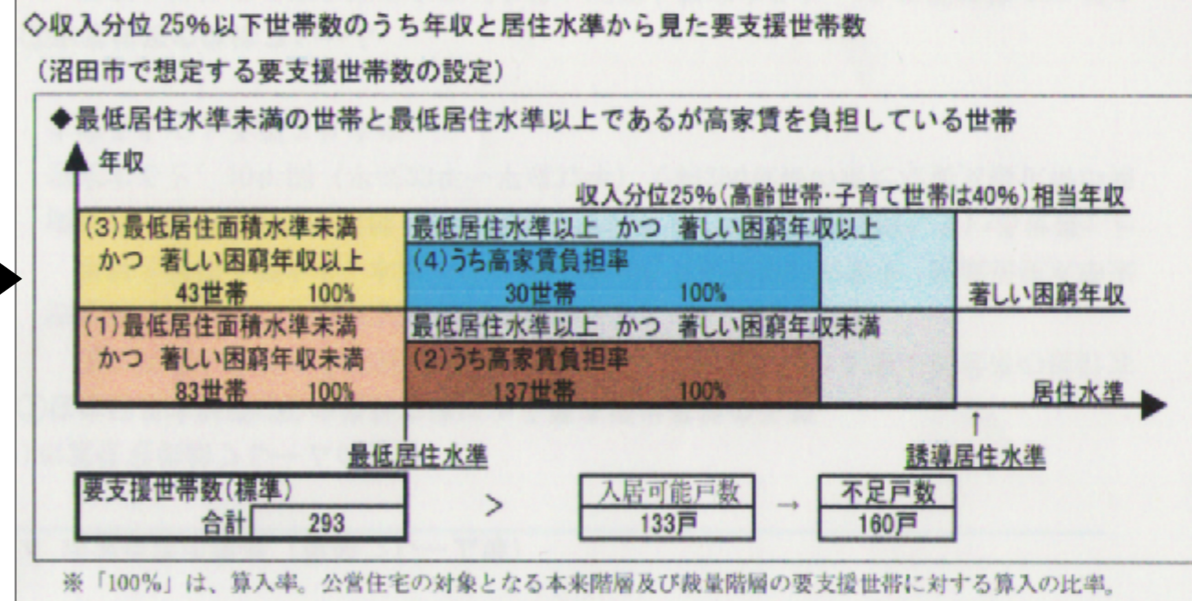 ◇収入分位 25%以下世帯数のうち年収と居住水準から見た要支援世帯数
（沼田市で想定する要支援世帯数の設定）
◆最低居住水準未満の世帯と最低居住水準以上であるが高家賃を負担している世帯
年収
収入分位25%(高齢世帯・子育て世帯は40%)相当年収
(3)最低居住面積水準未満
かつ 著しい困窮年収以上
43世帯 100%
最低居住水準以上 かつ 著しい困窮年収以上
(4)うち高家賃負担率
30世帯 100%
著しい困窮年収
(1)最低居住面積水準未満
かつ 著しい困窮年収未満
83世帯 100%
最低居住水準以上 かつ 著しい困窮年収未満
(2)うち高家賃負担率
137世帯 100%
居住水準
↑
最低居住水準
誘導居住水準
要支援世帯数(標準)
合計 293
＞
入居可能戸数
133戸
→
不足戸数
160戸
※「100%」は、算入率。公営住宅の対象となる本来階層及び裁量階層の要支援世帯に対する算入の比率。